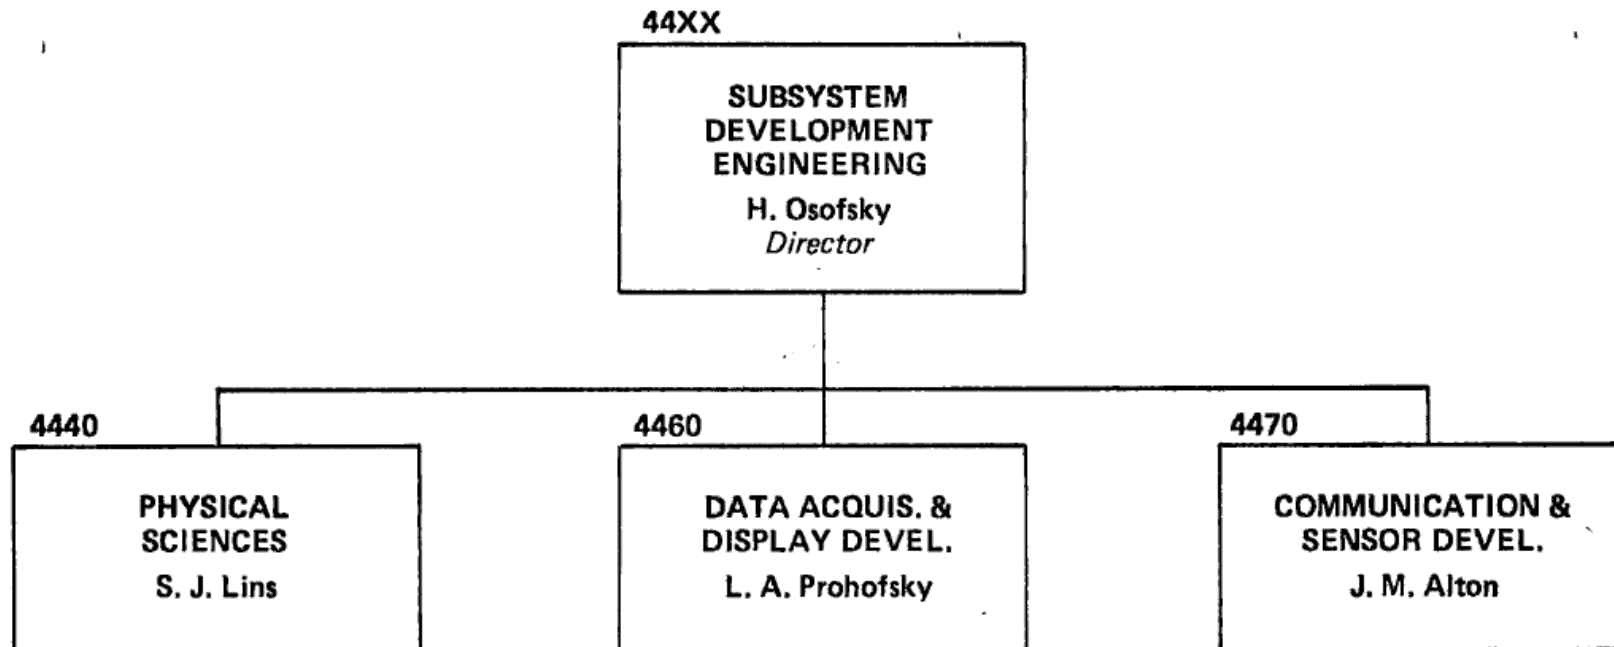 44XX
SUBSYSTEM
DEVELOPMENT
ENGINEERING
H. Osofsky
Director
4440
PHYSICAL
SCIENCES
S. J. Lins
4460
DATA ACQUIS. &
DISPLAY DEVEL.
L. A. Prohofsky
4470
COMMUNICATION &
SENSOR DEVEL.
J. M. Alton